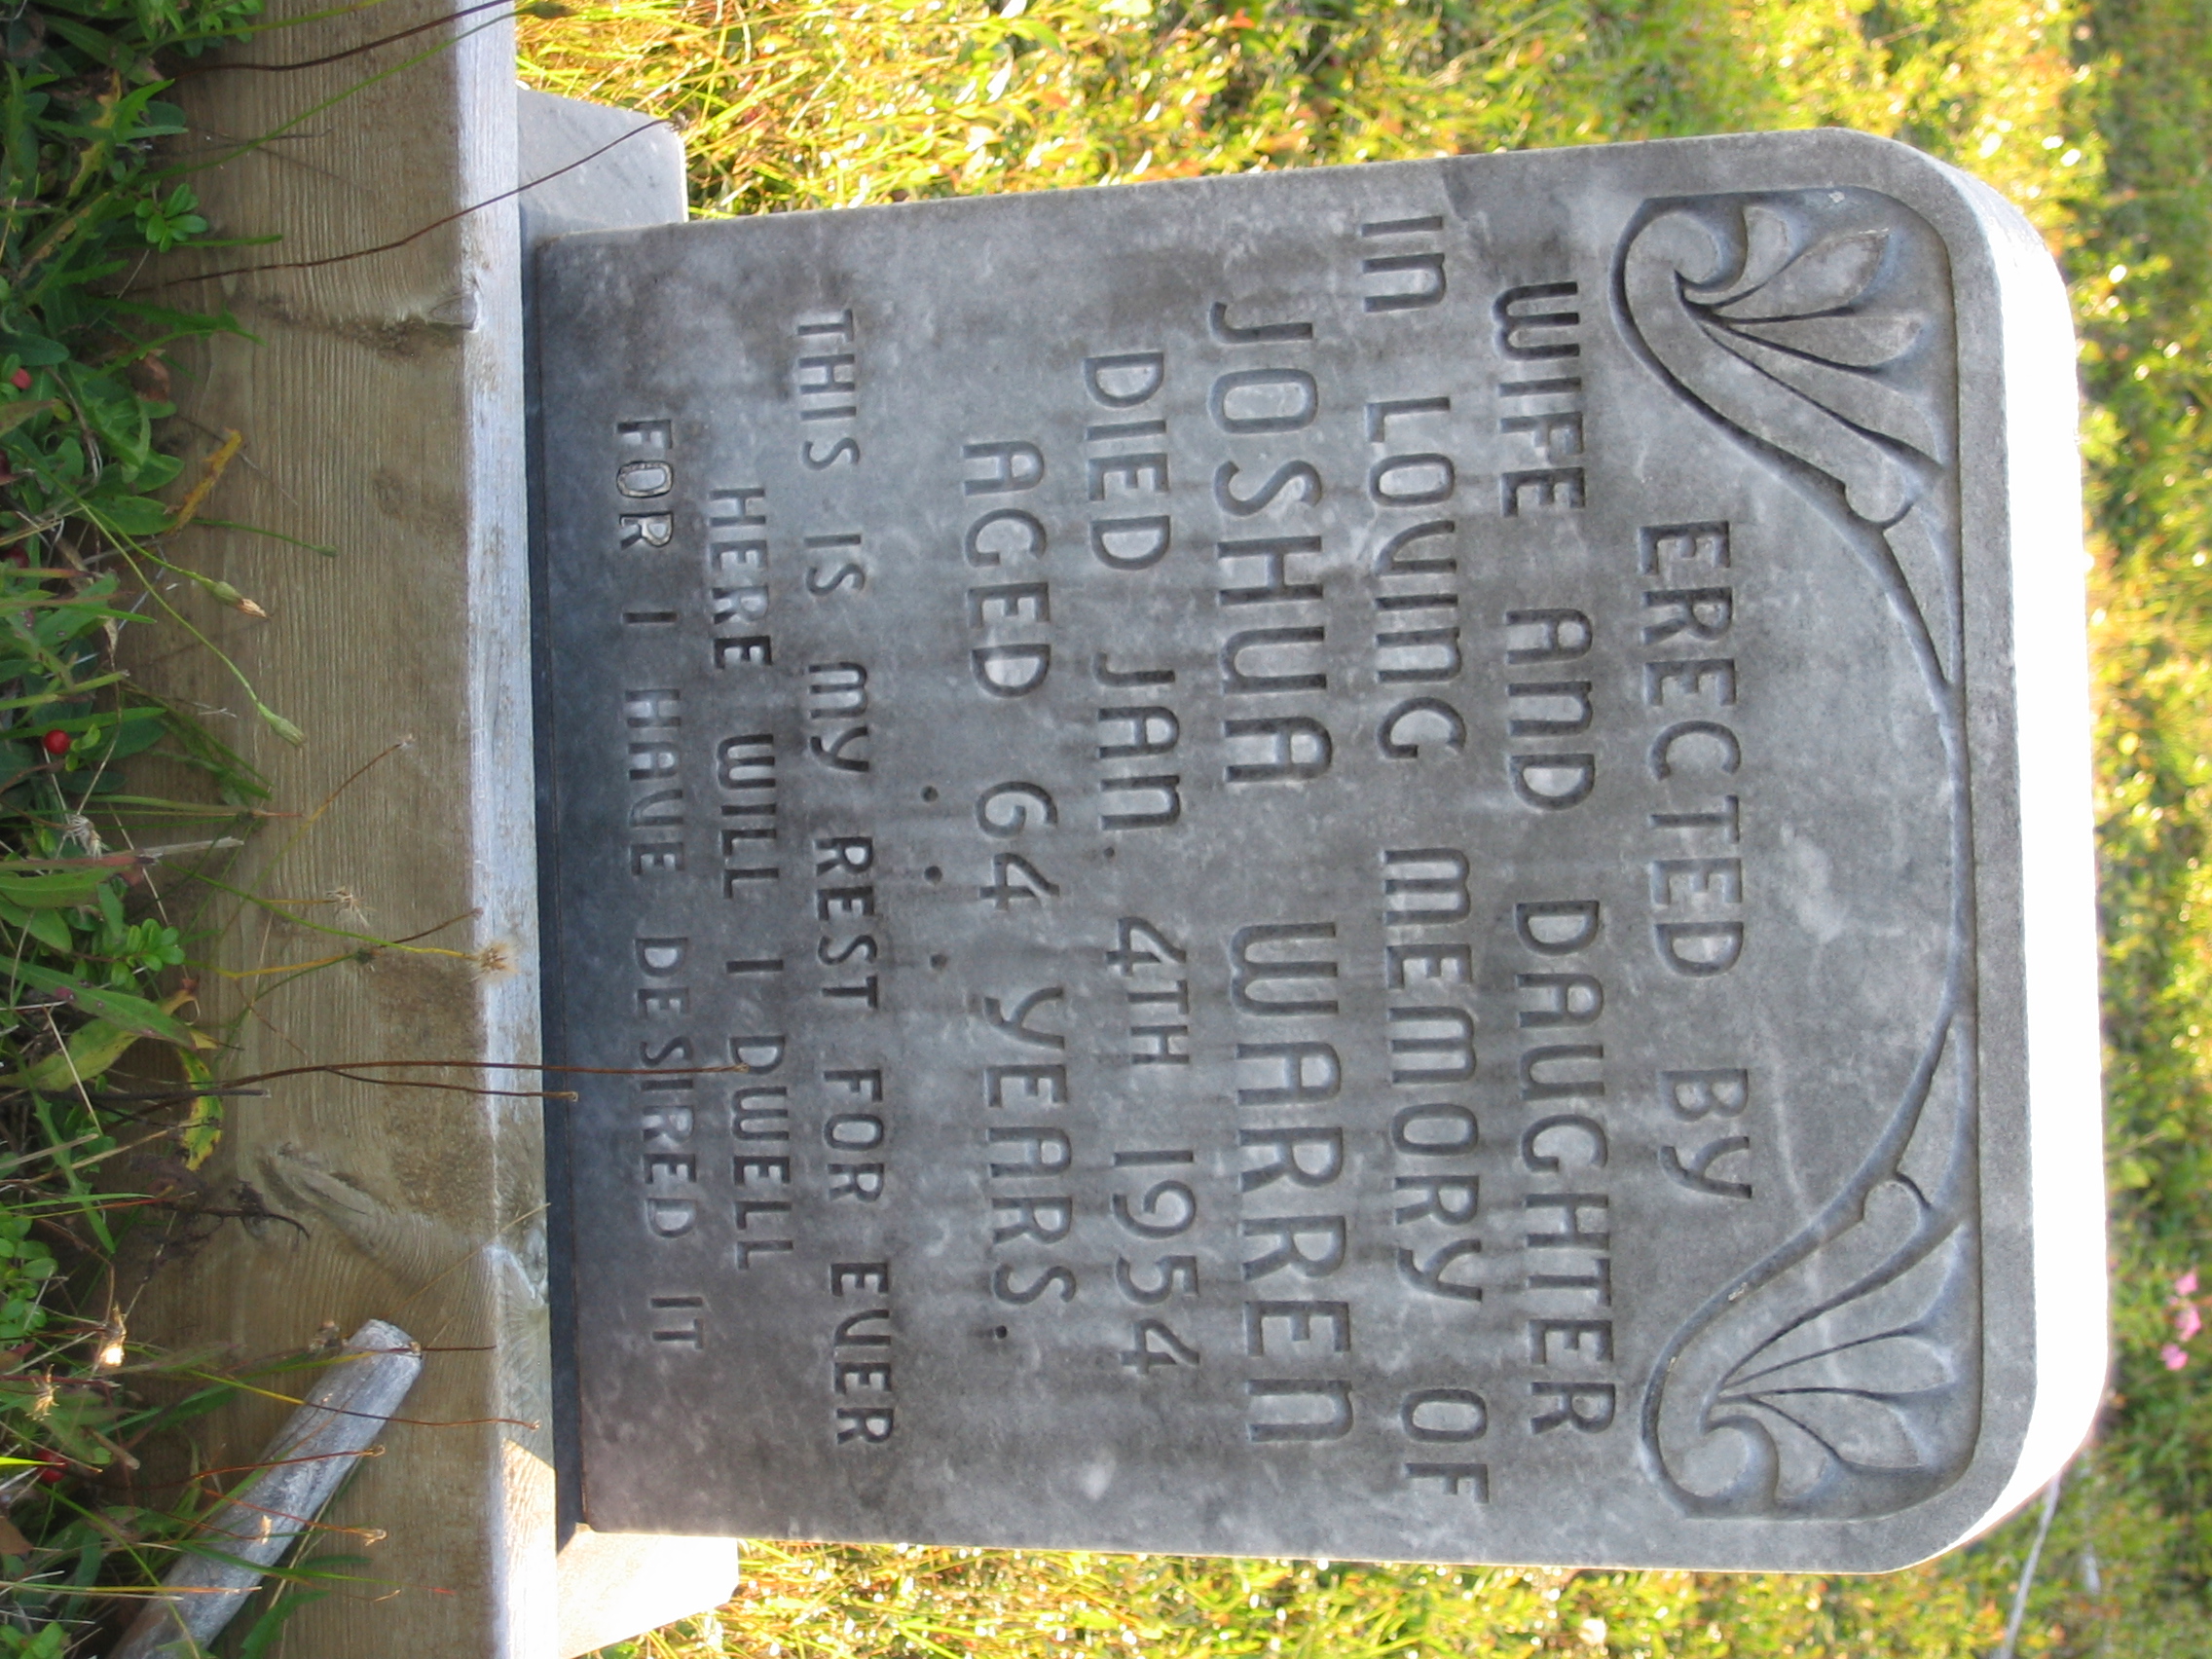 ERECTED BY
WIFE AND DAUGHTER
IN LOVING MEMORY OF
JOSHUA WARREN
DIED JAN. 4TH 1954
AGED 64 YEARS.
. . .
THIS IS MY REST FOR EVER
HERE WILL I DWELL
FOR I HAVE DESIRED IT